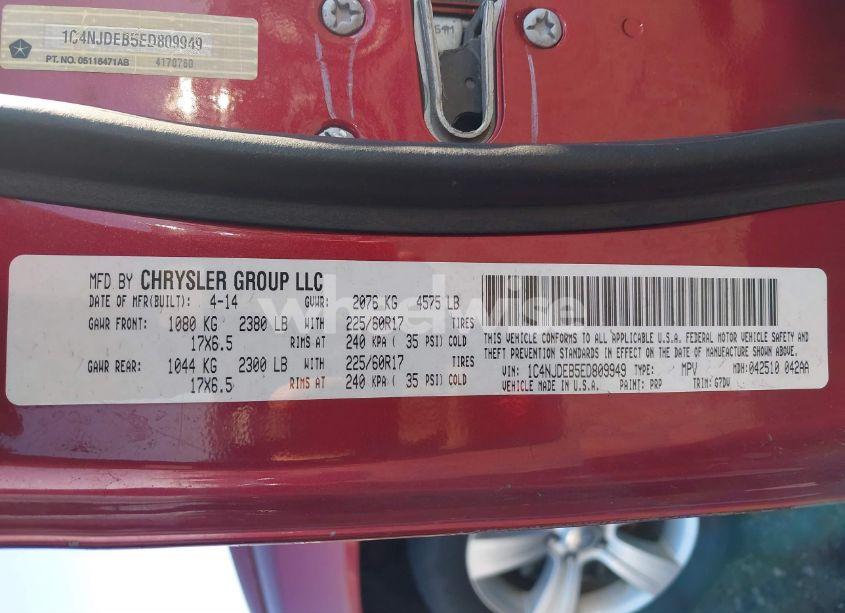 1C4NJDEB5ED809949
PT. NO. 05116471AB 4170760
MFD BY CHRYSLER GROUP LLC
DATE OF MFR(BUILT): 4-14 GVWR: 2076 KG 4575 LB
GAWR FRONT: 1080 KG 2380 LB WITH 225/60R17 TIRES
17X6.5 RIMS AT 240 KPA( 35 PSI) COLD
GAWR REAR: 1044 KG 2300 LB WITH 225/60R17 TIRES
17X6.5 RIMS AT 240 KPA( 35 PSI) COLD
THIS VEHICLE CONFORMS TO ALL APPLICABLE U.S.A. FEDERAL MOTOR VEHICLE SAFETY AND
THEFT PREVENTION STANDARDS IN EFFECT ON THE DATE OF MANUFACTURE SHOWN ABOVE.
VIN: 1C4NJDEB5ED809949 TYPE: MPV MDH: 042510 042AA
VEHICLE MADE IN U.S.A. PAINT: PRP TRIM: G7DV
wheelwise